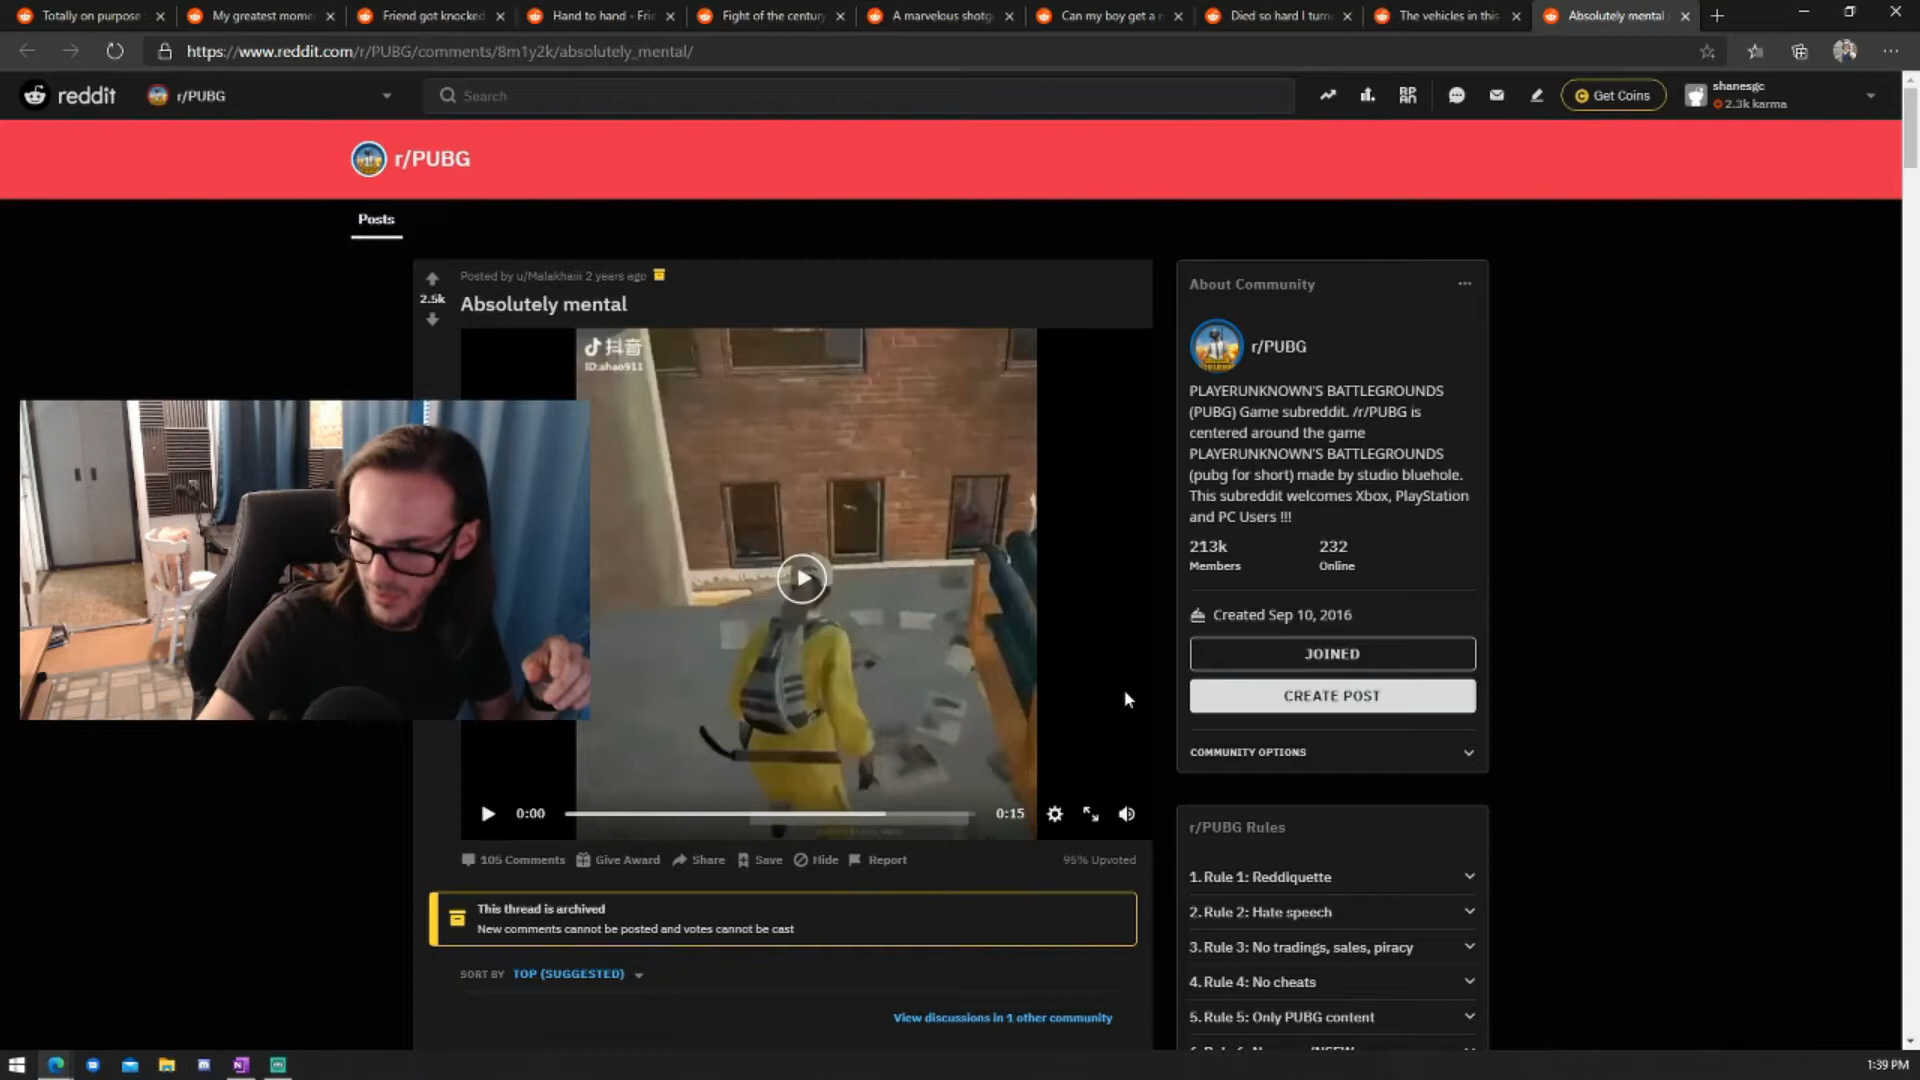 Totally on purpose
My greatest mome
Friend got knocked
Hand to hand - Frie
Fight of the century
A marvelous shotg
Can my boy get a r
Died so hard I turn
The vehicles in this
Absolutely mental
https://www.reddit.com/r/PUBG/comments/8m1y2k/absolutely_mental/
reddit
r/PUBG
Search
Get Coins
shanesgc
2.3k karma
r/PUBG
Posts
Posted by u/Malakhaii 2 years ago
2.5k
Absolutely mental
抖音
ID:ahao911
0:00
0:15
105 Comments
Give Award
Share
Save
Hide
Report
95% Upvoted
This thread is archived
New comments cannot be posted and votes cannot be cast
SORT BY TOP (SUGGESTED)
View discussions in 1 other community
About Community
r/PUBG
PLAYERUNKNOWN'S BATTLEGROUNDS
(PUBG) Game subreddit. /r/PUBG is
centered around the game
PLAYERUNKNOWN'S BATTLEGROUNDS
(pubg for short) made by studio bluehole.
This subreddit welcomes Xbox, PlayStation
and PC Users !!!
213k
Members
232
Online
Created Sep 10, 2016
JOINED
CREATE POST
COMMUNITY OPTIONS
r/PUBG Rules
1. Rule 1: Reddiquette
2. Rule 2: Hate speech
3. Rule 3: No tradings, sales, piracy
4. Rule 4: No cheats
5. Rule 5: Only PUBG content
1:39 PM